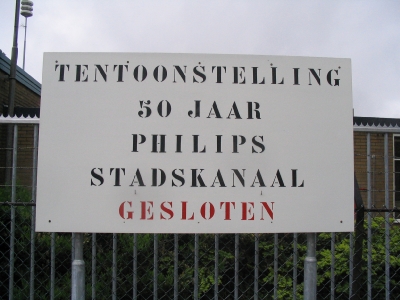 TENTOONSTELLING
50 JAAR
PHILIPS
STADSKANAAL
GESLOTEN